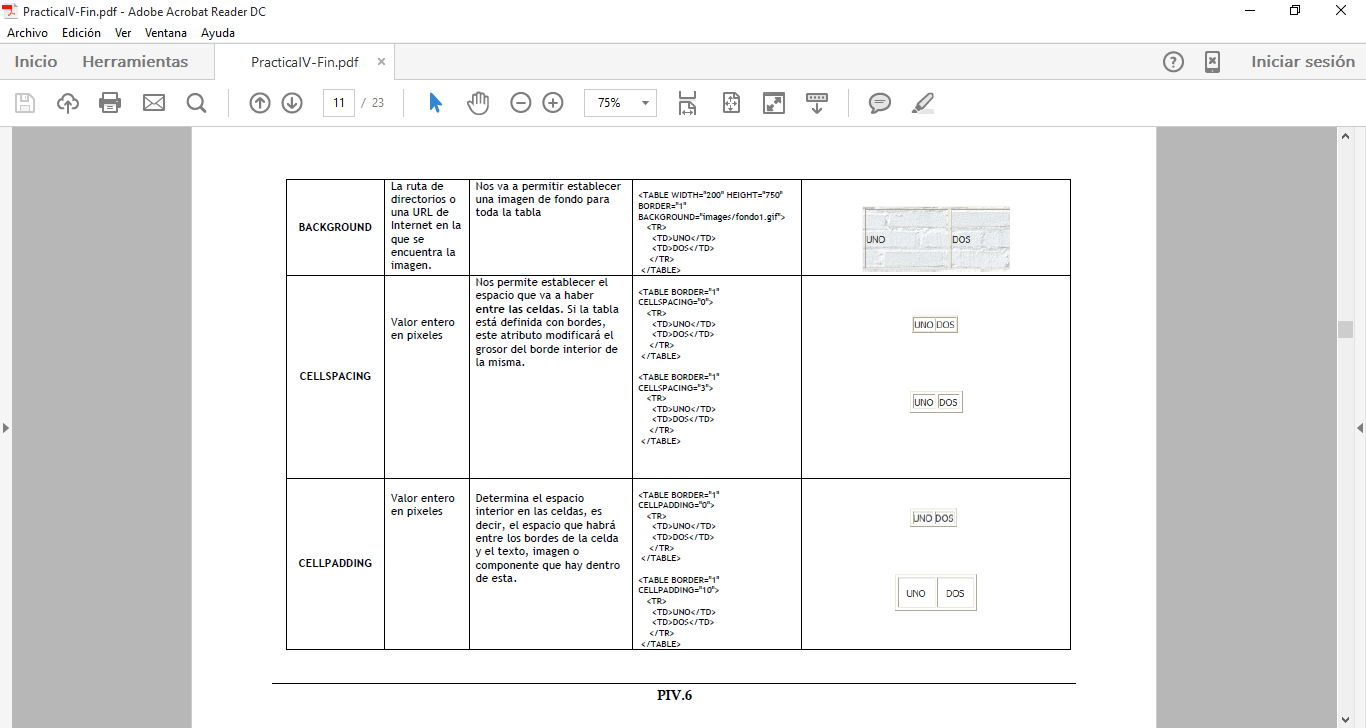 PracticaIV-Fin.pdf - Adobe Acrobat Reader DC
Archivo Edición Ver Ventana Ayuda
Inicio Herramientas PracticaIV-Fin.pdf × ? Iniciar sesión
11 / 23 75%
BACKGROUND
La ruta de
directorios o
una URL de
Internet en la
que se
encuentra la
imagen.
Nos va a permitir establecer
una imagen de fondo para
toda la tabla
<TABLE WIDTH="200" HEIGHT="750"
BORDER="1"
BACKGROUND="images/fondo1.gif">
<TR>
<TD>UNO</TD>
<TD>DOS</TD>
</TR>
</TABLE>
UNO DOS
CELLSPACING
Valor entero
en pixeles
Nos permite establecer el
espacio que va a haber
entre las celdas. Si la tabla
está definida con bordes,
este atributo modificará el
grosor del borde interior de
la misma.
<TABLE BORDER="1"
CELLSPACING="0">
<TR>
<TD>UNO</TD>
<TD>DOS</TD>
</TR>
</TABLE>
<TABLE BORDER="1"
CELLSPACING="3">
<TR>
<TD>UNO</TD>
<TD>DOS</TD>
</TR>
</TABLE>
UNO DOS
UNO DOS
CELLPADDING
Valor entero
en pixeles
Determina el espacio
interior en las celdas, es
decir, el espacio que habrá
entre los bordes de la celda
y el texto, imagen o
componente que hay dentro
de esta.
<TABLE BORDER="1"
CELLPADDING="0">
<TR>
<TD>UNO</TD>
<TD>DOS</TD>
</TR>
</TABLE>
<TABLE BORDER="1"
CELLPADDING="10">
<TR>
<TD>UNO</TD>
<TD>DOS</TD>
</TR>
</TABLE>
UNO DOS
UNO DOS
PIV.6